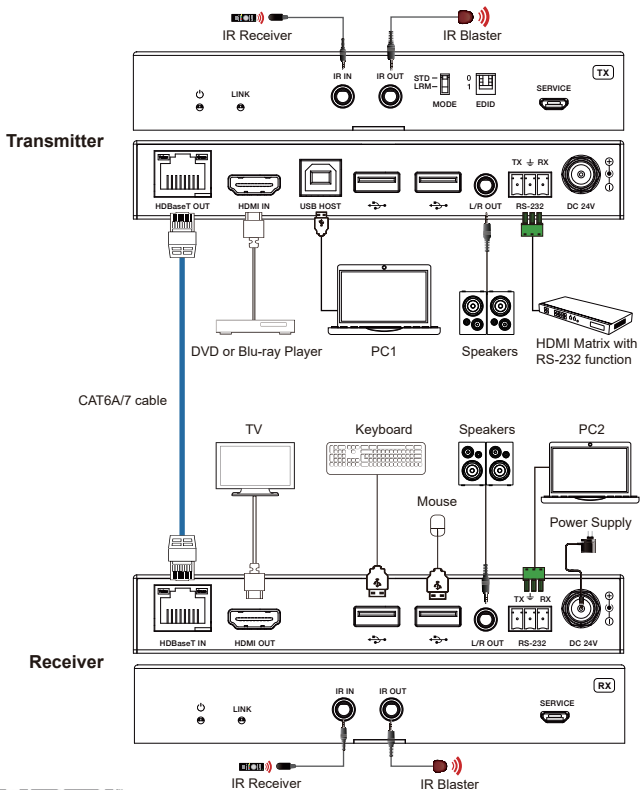 IR Receiver
IR Blaster
IR IN
IR OUT
STD
LRM
MODE
0
1
EDID
TX
SERVICE
LINK
Transmitter
TX RX
HDBaseT OUT
HDMI IN
USB HOST
L/R OUT
RS-232
DC 24V
DVD or Blu-ray Player
PC1
Speakers
HDMI Matrix with
RS-232 function
CAT6A/7 cable
TV
Keyboard
Speakers
PC2
Mouse
Power Supply
TX RX
HDBaseT IN
HDMI OUT
L/R OUT
RS-232
DC 24V
Receiver
RX
IR IN
IR OUT
SERVICE
LINK
IR Receiver
IR Blaster